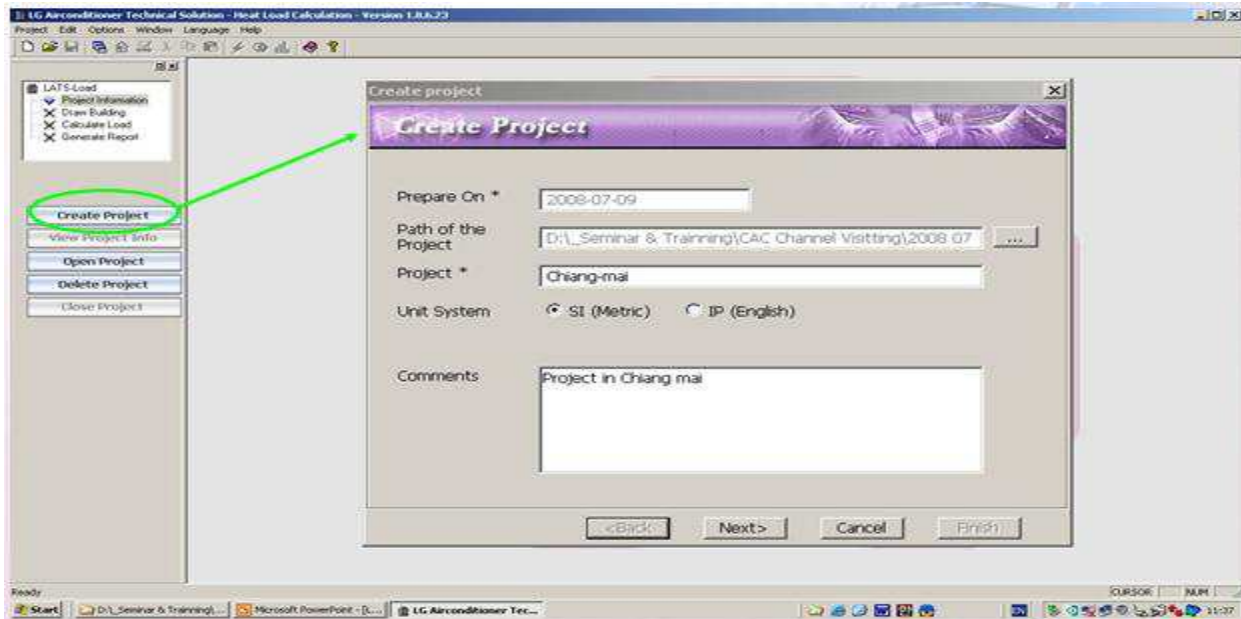 LG Airconditioner Technical Solution - Heat Load Calculation - Version 1.8.6.23
Project Edit Options Window Language Help
LATS-Load
Project Information
Draw Building
Calculate Load
Generate Report
Create Project
View Project Info
Open Project
Delete Project
Close Project
Create project
Create Project
Prepare On *
2008-07-09
Path of the
Project
D:\_Seminar & Trainning\CAC Channel Visitting\2008 07
...
Project *
Chiang-mai
Unit System
SI (Metric)
IP (English)
Comments
Project in Chiang mai
<Back
Next>
Cancel
Finish
Ready
CURSOR
NUM
Start
D:\_Seminar & Trainning\...
Microsoft PowerPoint - [L...
LG Airconditioner Tec...
EN
11:37